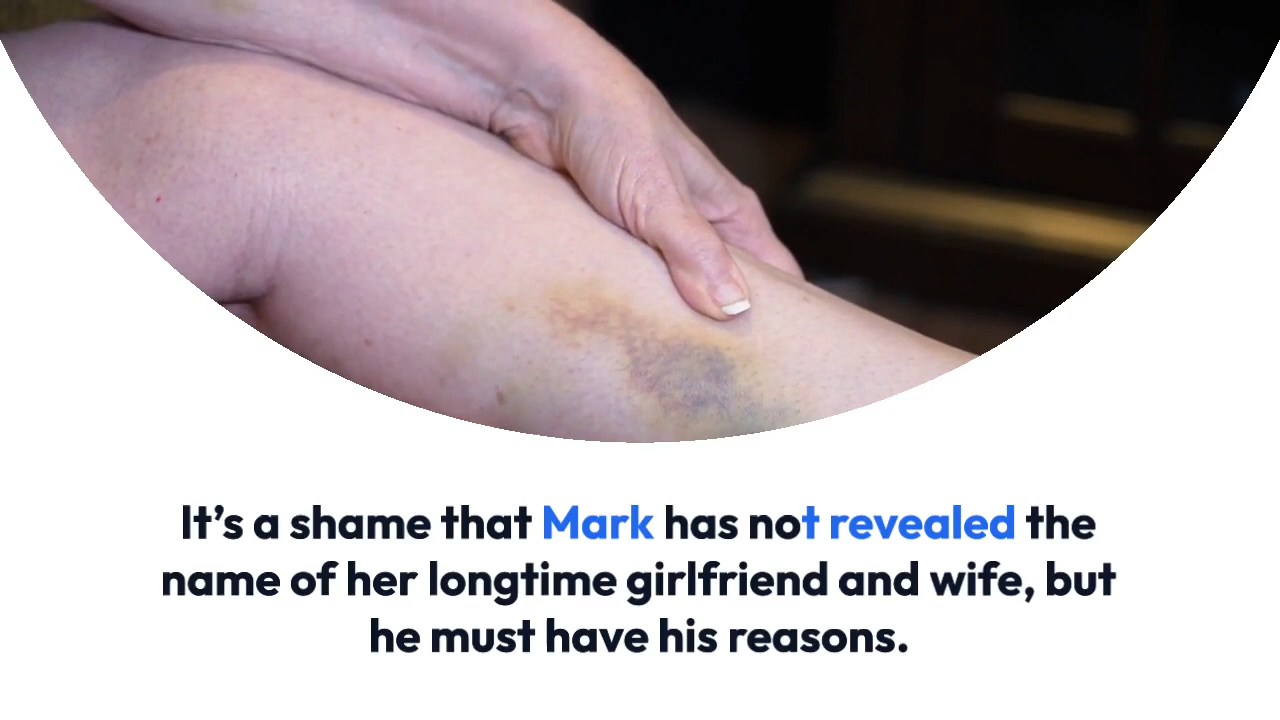 It’s a shame that Mark has not revealed the
name of her longtime girlfriend and wife, but
he must have his reasons.